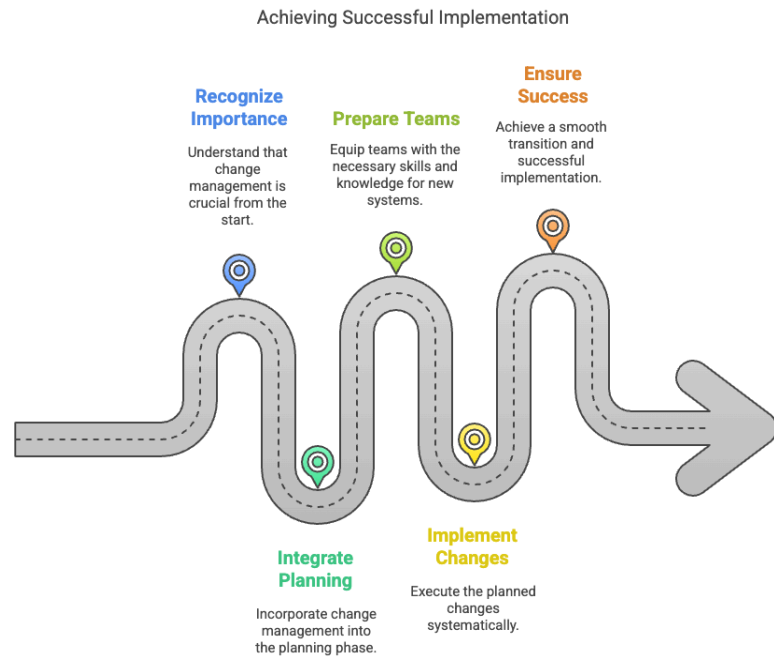 Achieving Successful Implementation
Recognize
Importance
Understand that
change
management is
crucial from the
start.
Integrate
Planning
Incorporate change
management into
the planning phase.
Prepare Teams
Equip teams with the
necessary skills and
knowledge for new
systems.
Implement
Changes
Execute the planned
changes
systematically.
Ensure
Success
Achieve a smooth
transition and
successful
implementation.